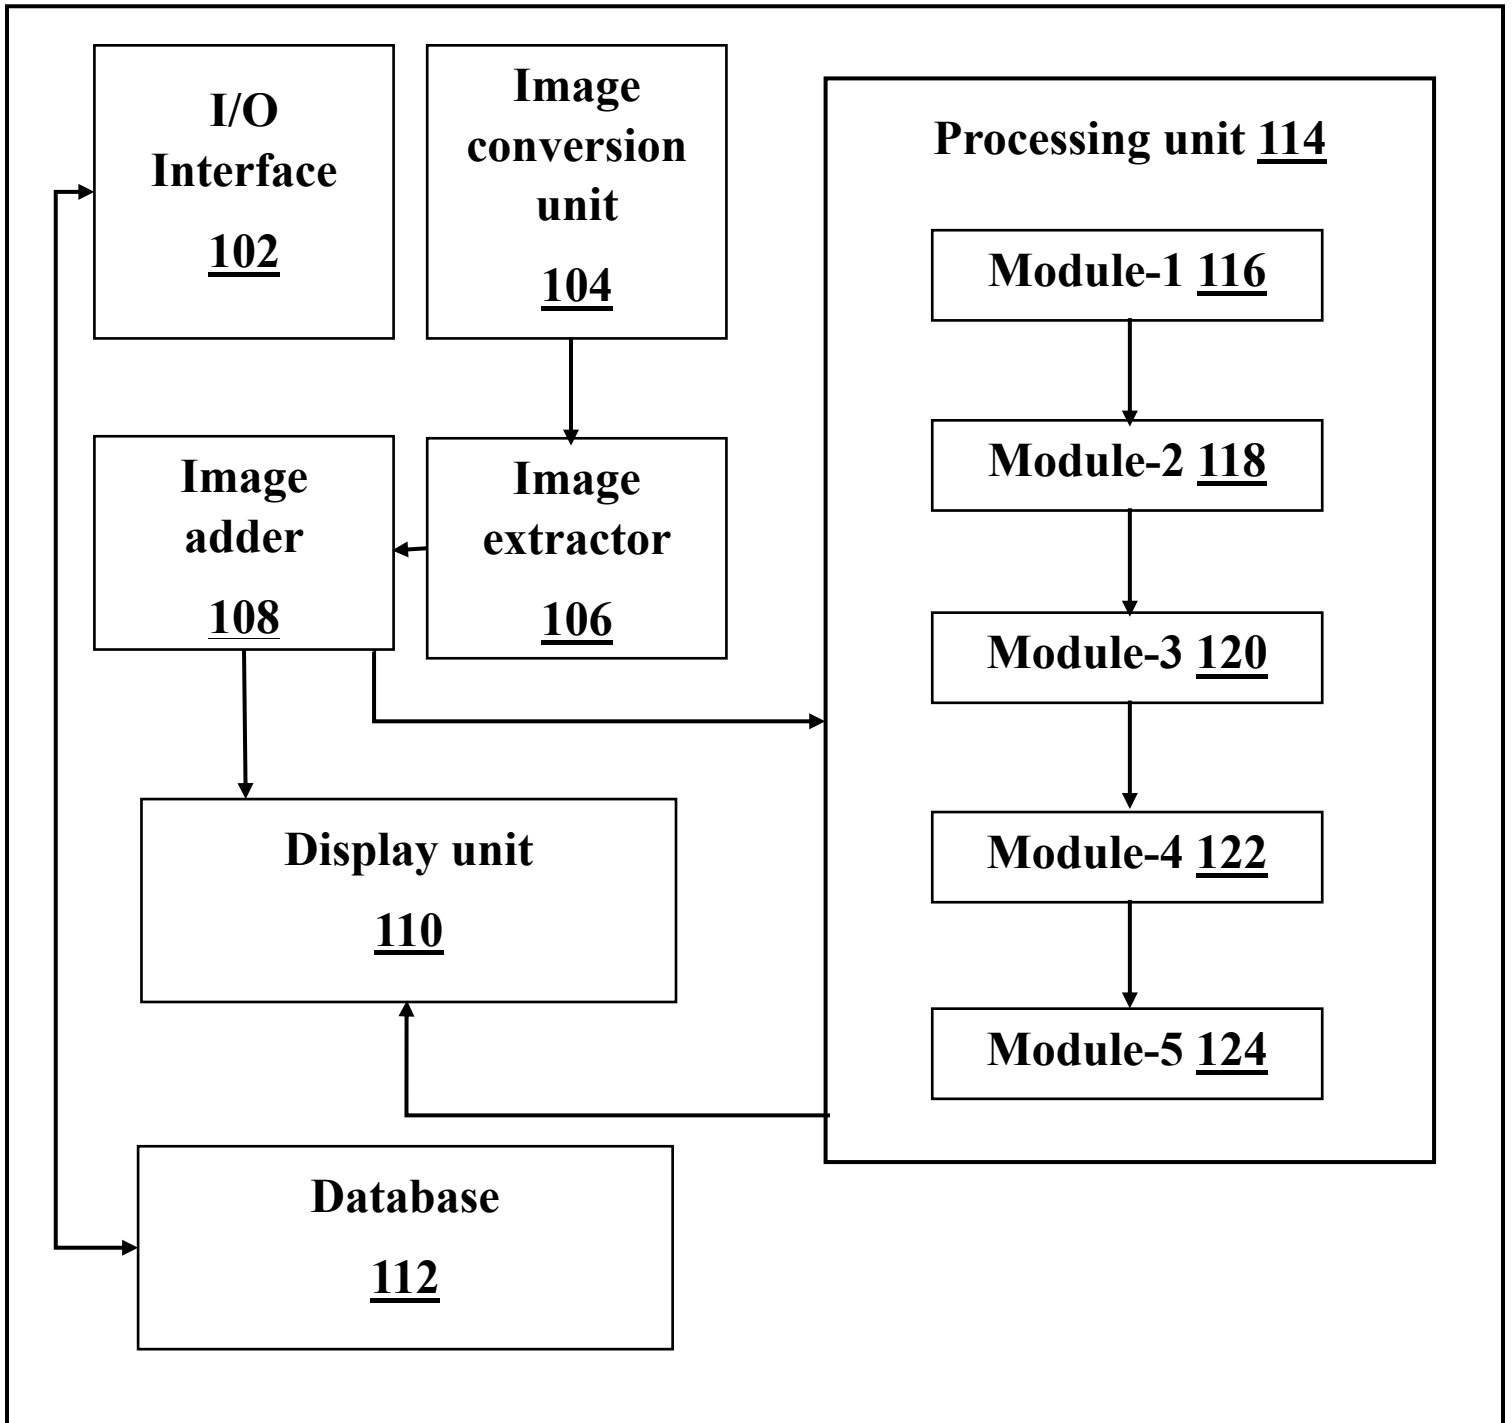 I/O
Interface
102
Image
conversion
unit
104
Image
adder
108
Image
extractor
106
Display unit
110
Database
112
Processing unit 114
Module-1 116
Module-2 118
Module-3 120
Module-4 122
Module-5 124